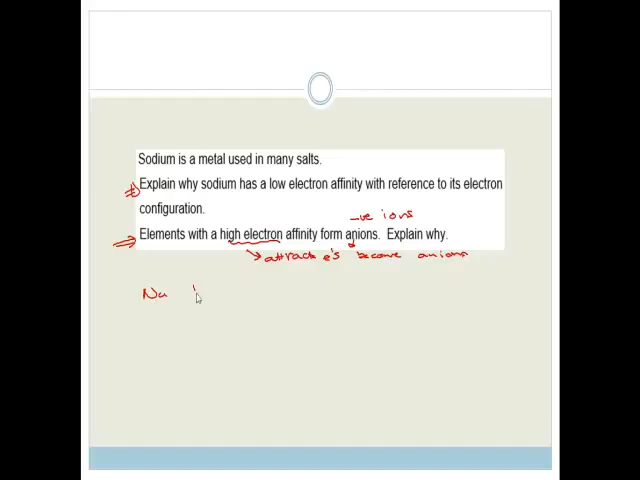 Sodium is a metal used in many salts.
Explain why sodium has a low electron affinity with reference to its electron
configuration.
-ve ions
Elements with a high electron affinity form anions. Explain why.
attract e's become anions
Na